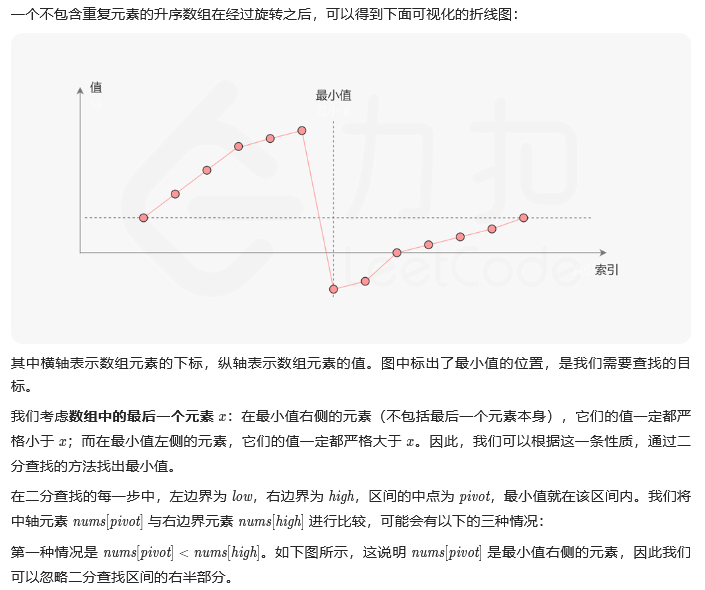 一个不包含重复元素的升序数组在经过旋转之后，可以得到下面可视化的折线图：
值
最小值
力扣
LeetCode
索引
其中横轴表示数组元素的下标，纵轴表示数组元素的值。图中标出了最小值的位置，是我们需要查找的目
标。
我们考虑数组中的最后一个元素 x：在最小值右侧的元素（不包括最后一个元素本身），它们的值一定都严
格小于 x；而在最小值左侧的元素，它们的值一定都严格大于 x。因此，我们可以根据这一条性质，通过二
分查找的方法找出最小值。
在二分查找的每一步中，左边界为 low，右边界为 high，区间的中点为 pivot，最小值就在该区间内。我们将
中轴元素 nums[pivot] 与右边界元素 nums[high] 进行比较，可能会有以下的三种情况：
第一种情况是 nums[pivot] < nums[high]。如下图所示，这说明 nums[pivot] 是最小值右侧的元素，因此我们
可以忽略二分查找区间的右半部分。